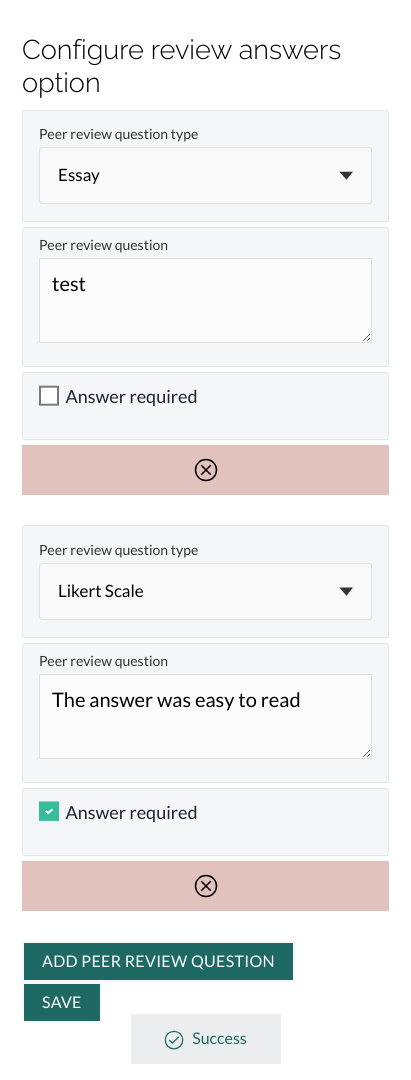 Configure review answers
option
Peer review question type
Essay
Peer review question
test
Answer required
Peer review question type
Likert Scale
Peer review question
The answer was easy to read
Answer required
ADD PEER REVIEW QUESTION
SAVE
Success